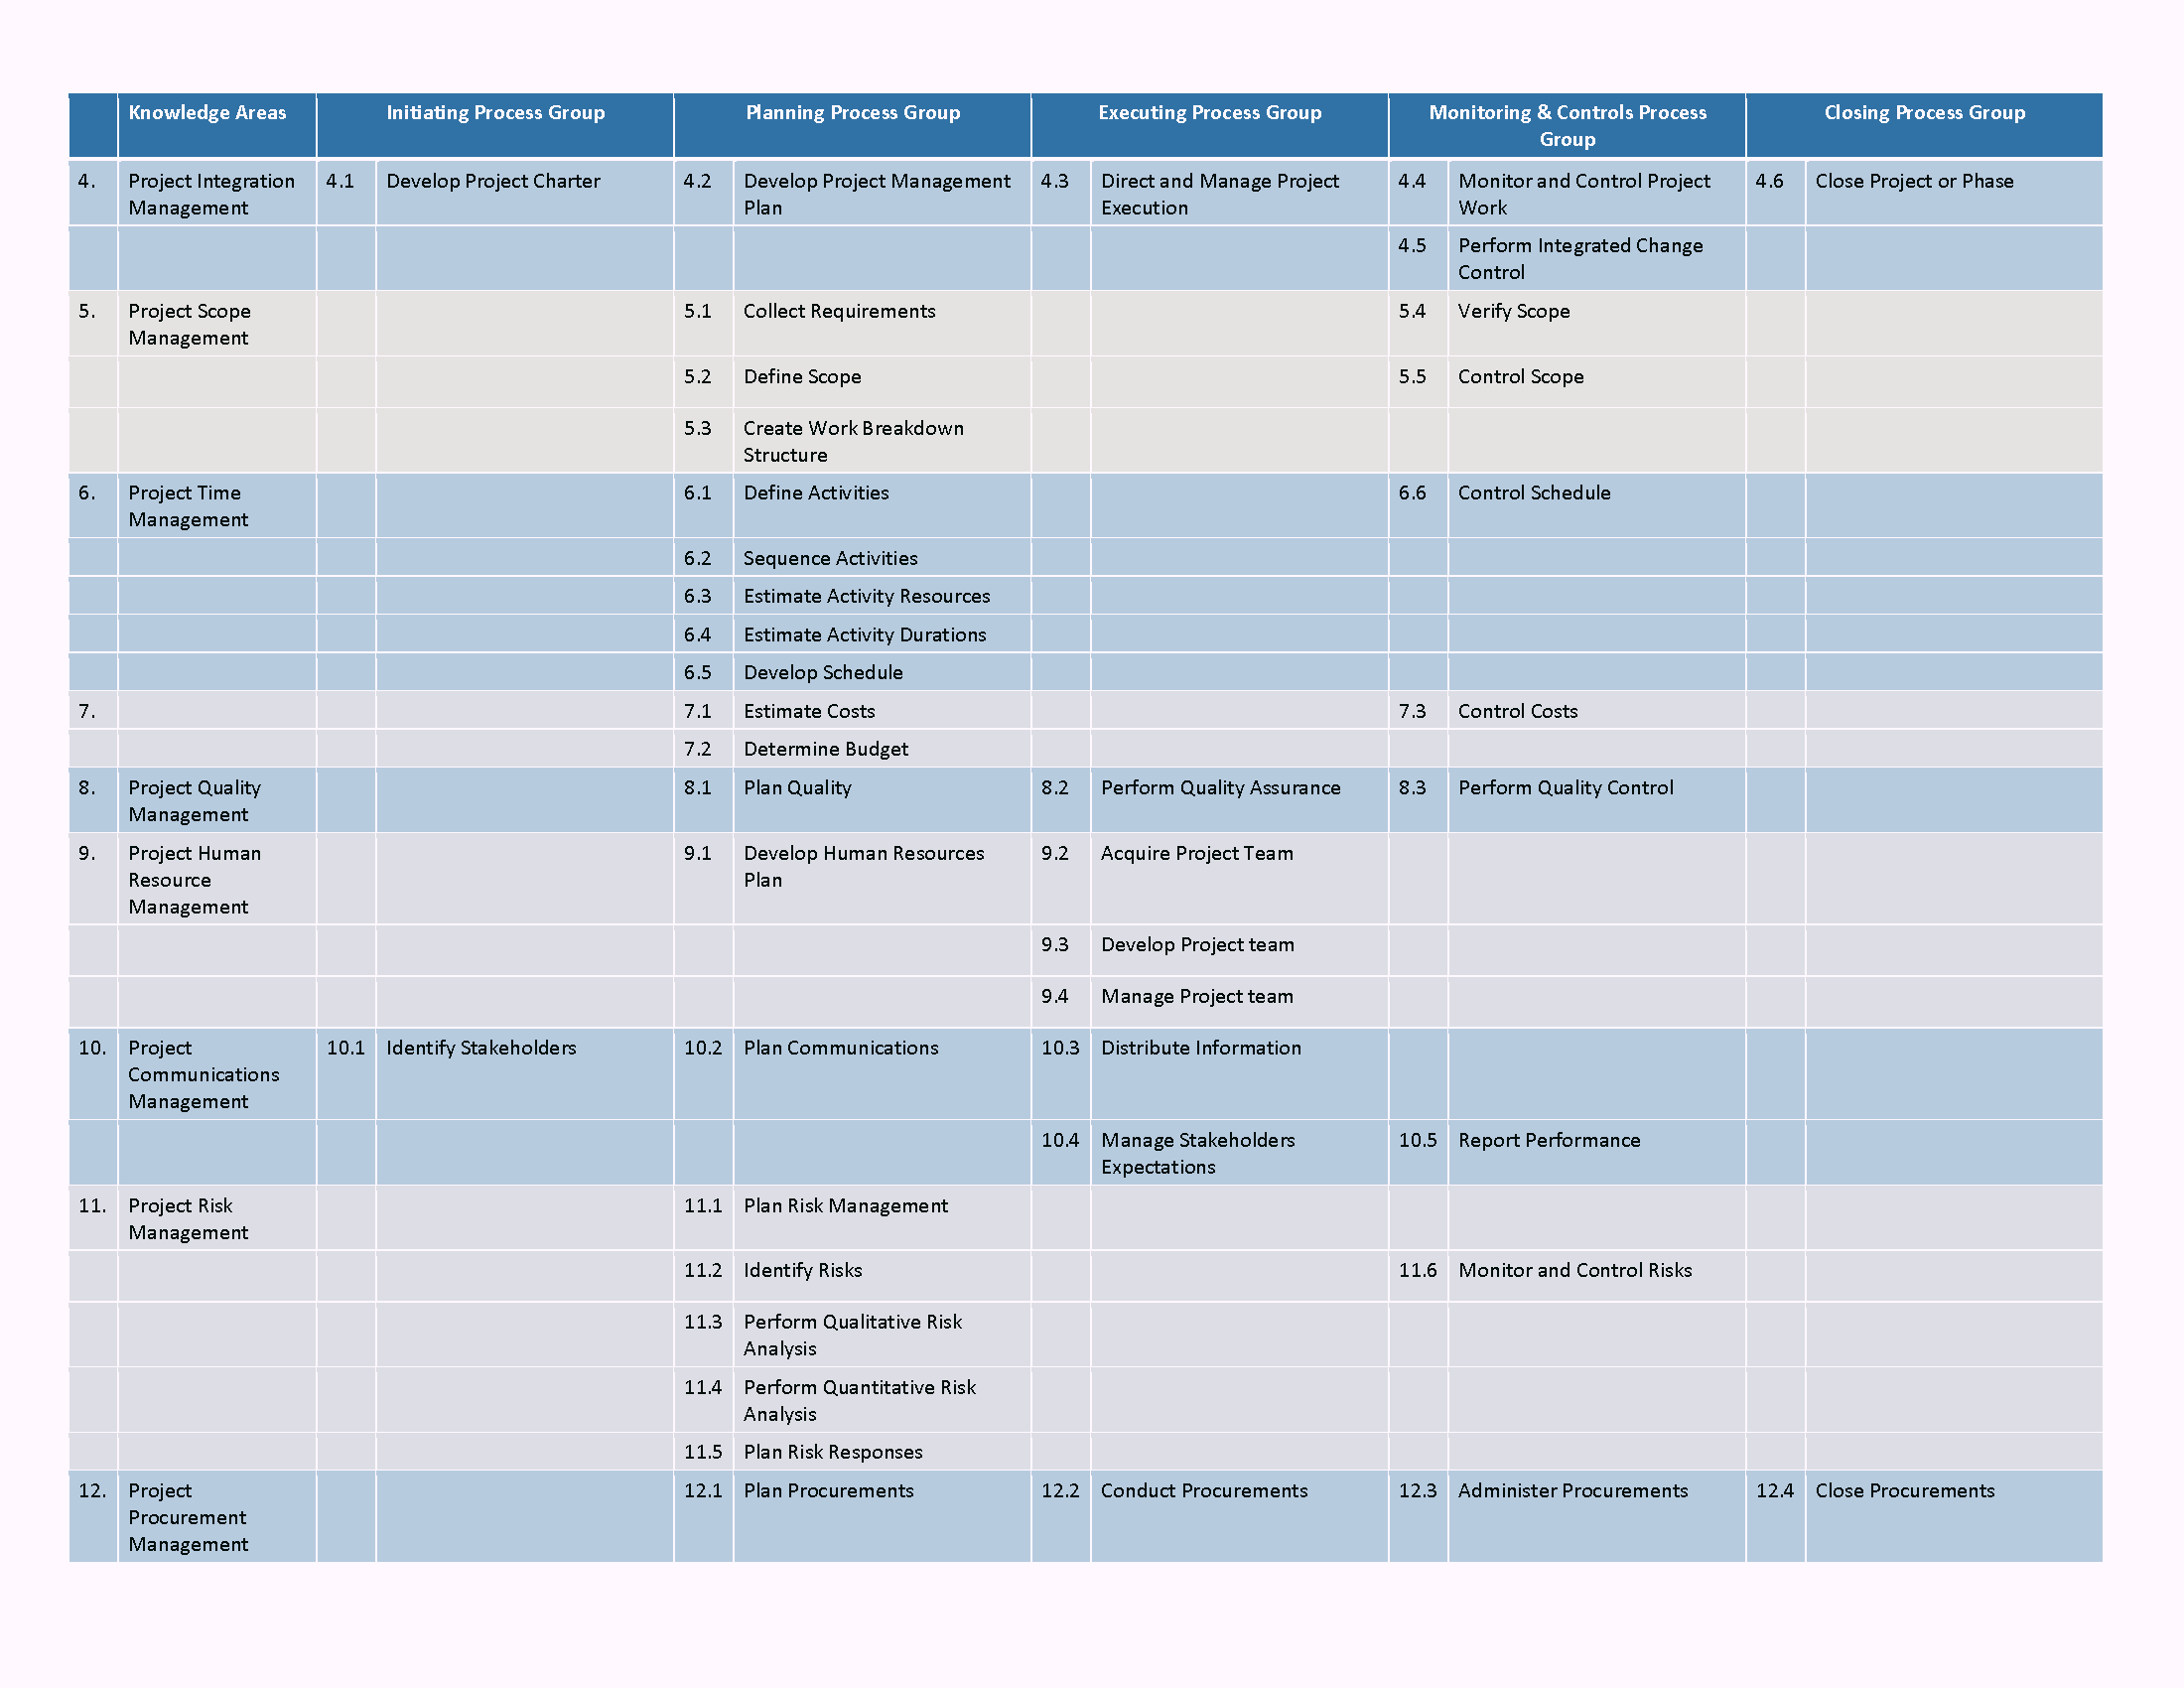 Knowledge Areas Initiating Process Group Planning Process Group Executing Process Group Monitoring & Controls Process Closing Process Group
Group
4. Project Integration 4.1 Develop Project Charter 4.2 Develop Project Management 4.3 Direct and Manage Project 4.4 Monitor and Control Project 4.6 Close Project or Phase
Management Plan Execution Work
4.5 Perform Integrated Change
Control
5. Project Scope 5.1 Collect Requirements 5.4 Verify Scope
Management
5.2 Define Scope 5.5 Control Scope
5.3 Create Work Breakdown
Structure
6. Project Time 6.1 Define Activities 6.6 Control Schedule
Management
6.2 Sequence Activities
6.3 Estimate Activity Resources
6.4 Estimate Activity Durations
6.5 Develop Schedule
7. 7.1 Estimate Costs 7.3 Control Costs
7.2 Determine Budget
8. Project Quality 8.1 Plan Quality 8.2 Perform Quality Assurance 8.3 Perform Quality Control
Management
9. Project Human 9.1 Develop Human Resources 9.2 Acquire Project Team
Resource Plan
Management
9.3 Develop Project team
9.4 Manage Project team
10. Project 10.1 Identify Stakeholders 10.2 Plan Communications 10.3 Distribute Information
Communications
Management
10.4 Manage Stakeholders 10.5 Report Performance
Expectations
11. Project Risk 11.1 Plan Risk Management
Management
11.2 Identify Risks 11.6 Monitor and Control Risks
11.3 Perform Qualitative Risk
Analysis
11.4 Perform Quantitative Risk
Analysis
11.5 Plan Risk Responses
12. Project 12.1 Plan Procurements 12.2 Conduct Procurements 12.3 Administer Procurements 12.4 Close Procurements
Procurement
Management